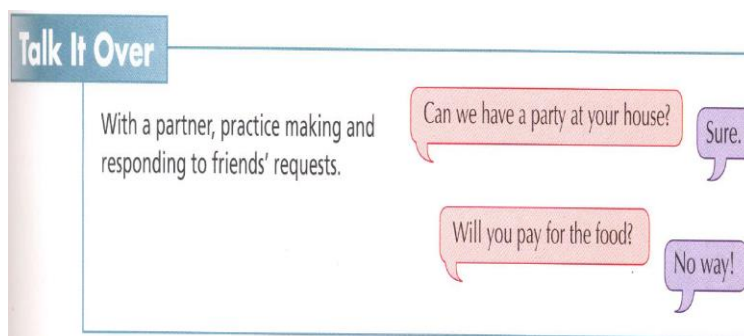 Talk It Over
With a partner, practice making and
responding to friends' requests.
Can we have a party at your house?
Sure.
Will you pay for the food?
No way!